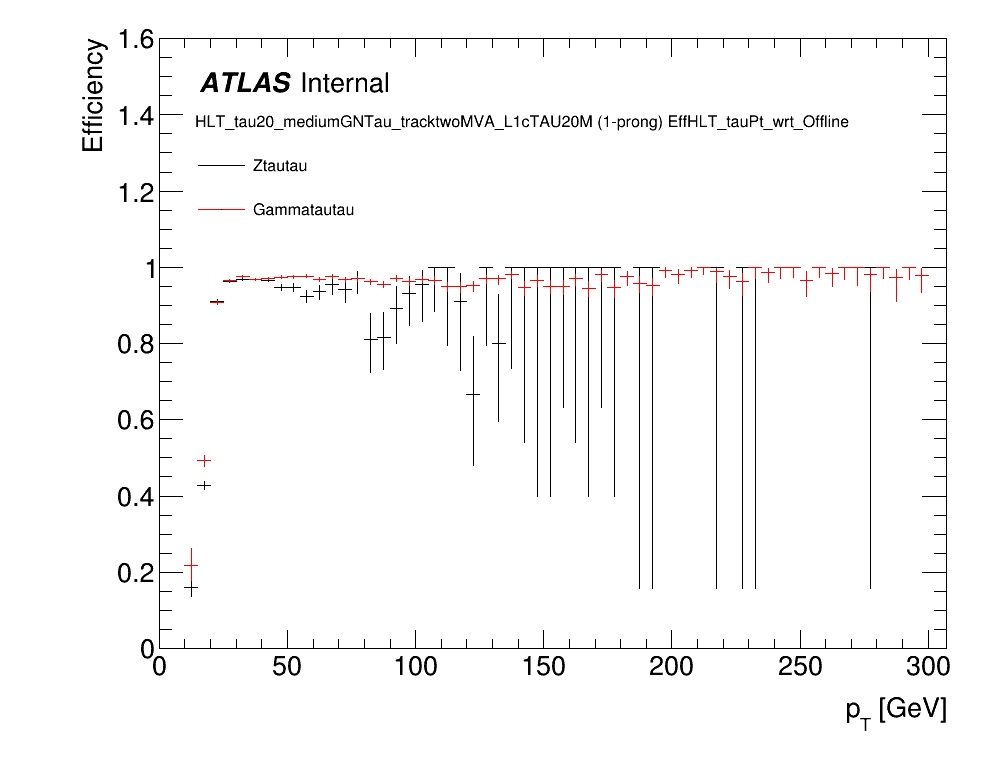 1.6
Efficiency
ATLAS Internal
1.4
HLT_tau20_mediumGNTau_tracktwoMVA_L1cTAU20M (1-prong) EffHLT_tauPt_wrt_Offline
Ztautau
1.2
Gammatautau
1
0.8
0.6
0.4
0.2
0
0 50 100 150 200 250 300
pT [GeV]